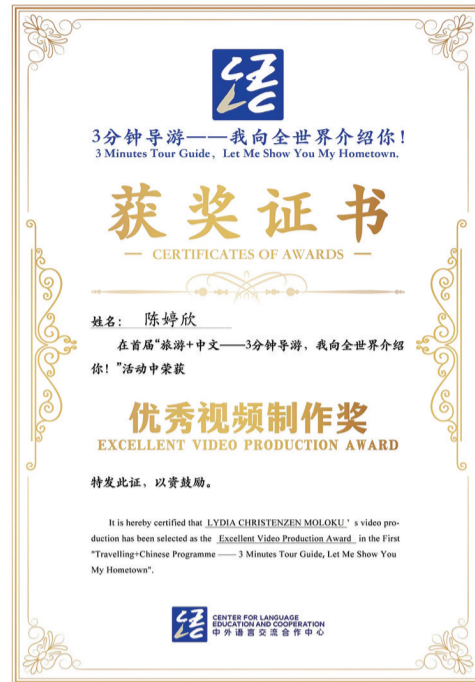 3分钟导游——我向全世界介绍你!
3 Minutes Tour Guide, Let Me Show You My Hometown.
获奖证书
— CERTIFICATES OF AWARDS —
姓名: 陈婷欣
在首届“旅游+中文——3分钟导游，我向全世界介绍
你！”活动中荣获
优秀视频制作奖
EXCELLENT VIDEO PRODUCTION AWARD
特发此证，以资鼓励。
It is hereby certified that LYDIA CHRISTENZEN MOLOKU ' s video pro-
duction has been selected as the Excellent Video Production Award in the First
"Travelling+Chinese Programme —— 3 Minutes Tour Guide, Let Me Show You
My Hometown".
CENTER FOR LANGUAGE
EDUCATION AND COOPERATION
中外语言交流合作中心